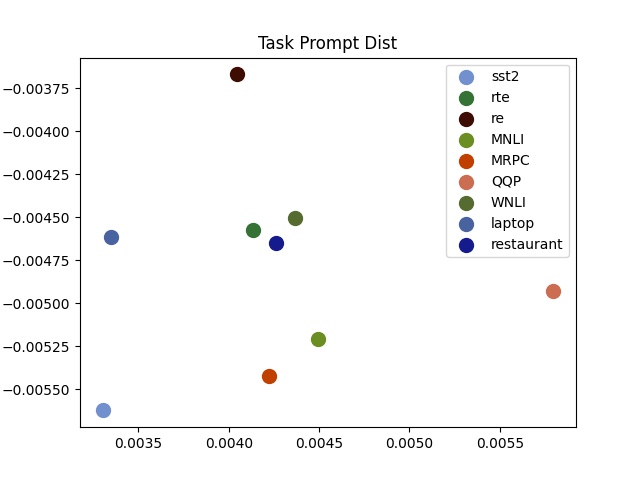 Task Prompt Dist
−0.00375
−0.00400
−0.00425
−0.00450
−0.00475
−0.00500
−0.00525
−0.00550
sst2
rte
re
MNLI
MRPC
QQP
WNLI
laptop
restaurant
0.0035 0.0040 0.0045 0.0050 0.0055